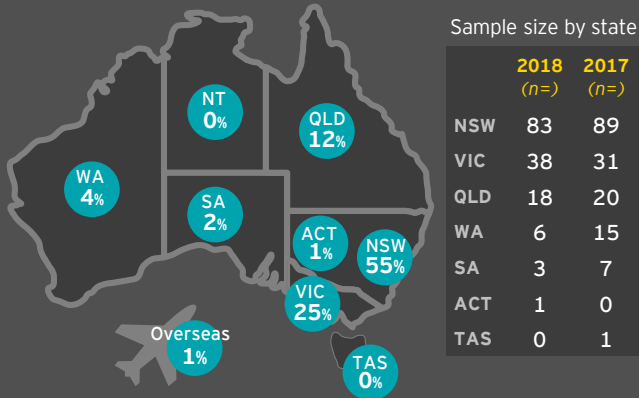 NT
0%
QLD
12%
WA
4%
SA
2%
ACT
1%
NSW
55%
VIC
25%
Overseas
1%
TAS
0%
Sample size by state
2018 2017
(n=) (n=)
NSW 83 89
VIC 38 31
QLD 18 20
WA 6 15
SA 3 7
ACT 1 0
TAS 0 1